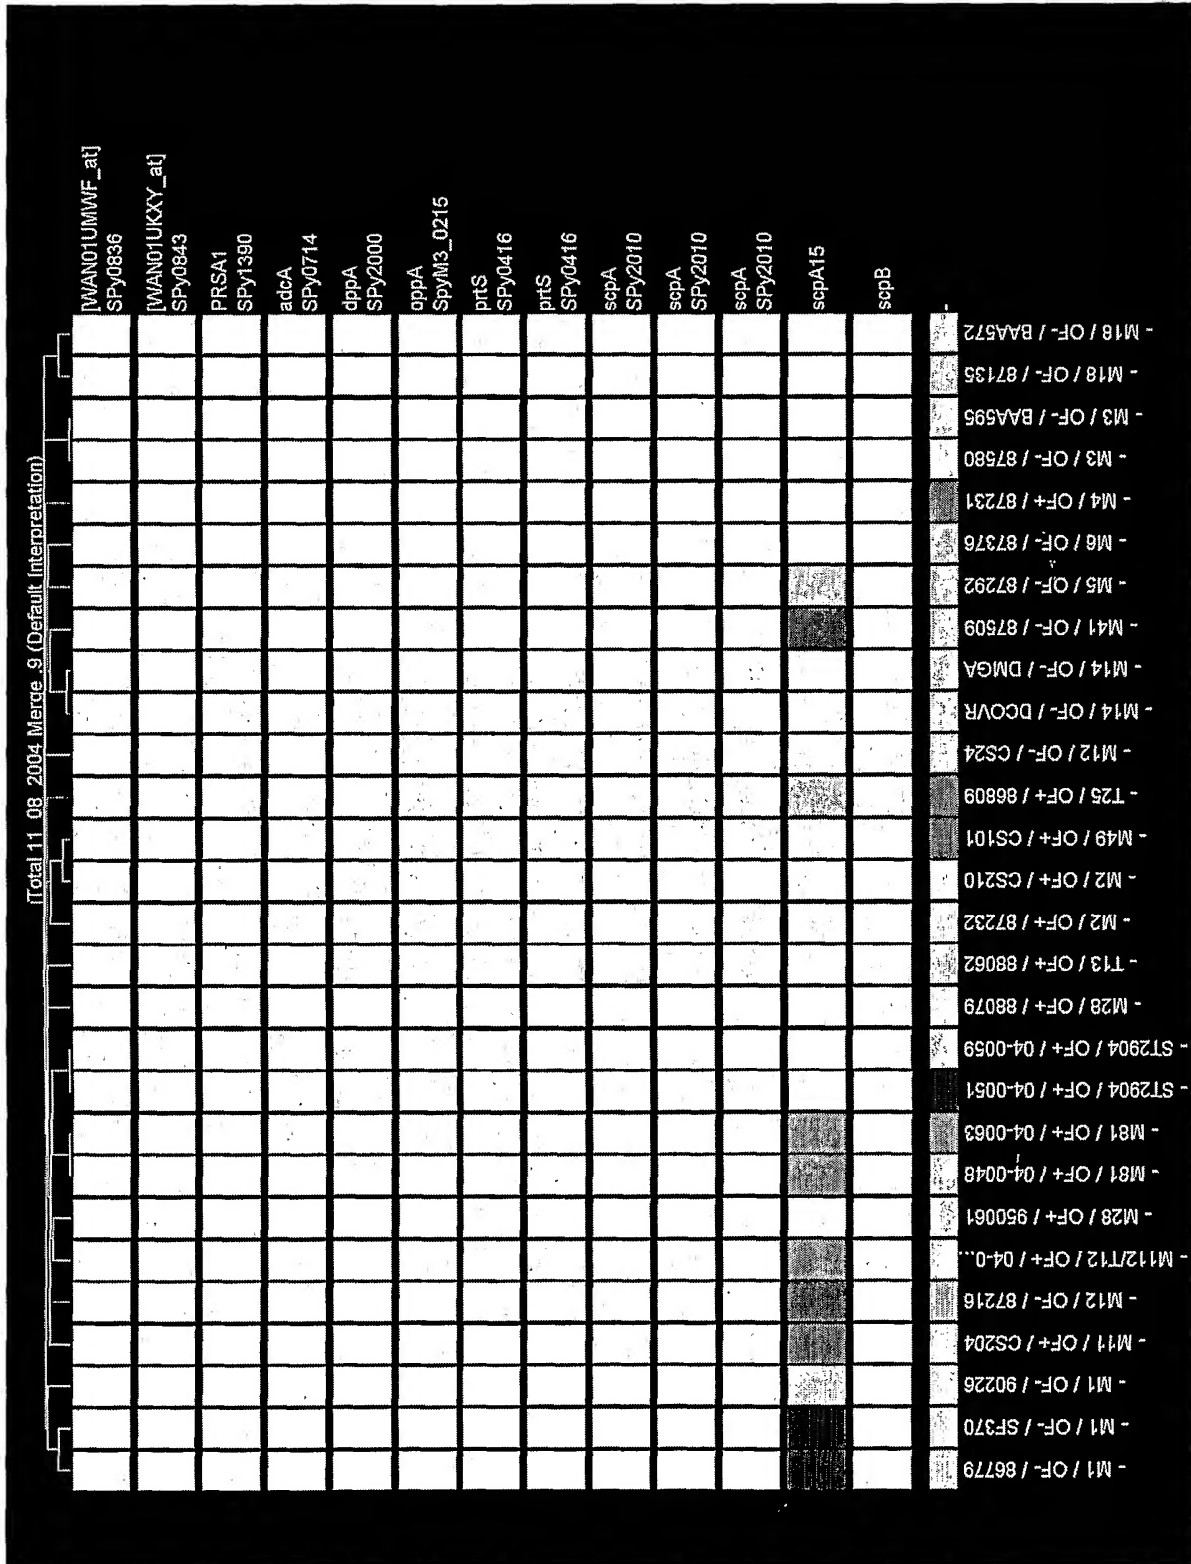 (Total 11 08 2004 Merge .9 (Default Interpretation)
[WAN01UMWF_at]
SPy0836
[WAN01UKXY_at]
SPy0843
PRSA1
SPy1390
adcA
SPy0714
dppA
SPy2000
oppA
SpyM3_0215
prtS
SPy0416
prtS
SPy0416
scpA
SPy2010
scpA
SPy2010
scpA
SPy2010
scpA15
scpB
-
- M18 / OF- / BAA572
- M18 / OF- / 87135
- M3 / OF- / BAA595
- M3 / OF- / 87580
- M4 / OF+ / 87231
- M6 / OF- / 87376
- M5 / OF- / 87292
- M41 / OF- / 87509
- M14 / OF- / DMGA
- M14 / OF- / DCOVR
- M12 / OF- / CS24
- T25 / OF+ / 86809
- M49 / OF+ / CS101
- M2 / OF+ / CS210
- M2 / OF+ / 87232
- T13 / OF+ / 88062
- M28 / OF+ / 88079
- ST2904 / OF+ / 04-0059
- ST2904 / OF+ / 04-0051
- M81 / OF+ / 04-0063
- M81 / OF+ / 04-0048
- M28 / OF+ / 950061
- M112/T12 / OF+ / 04-0...
- M12 / OF- / 87216
- M11 / OF+ / CS204
- M1 / OF- / 90226
- M1 / OF- / SF370
- M1 / OF- / 86779